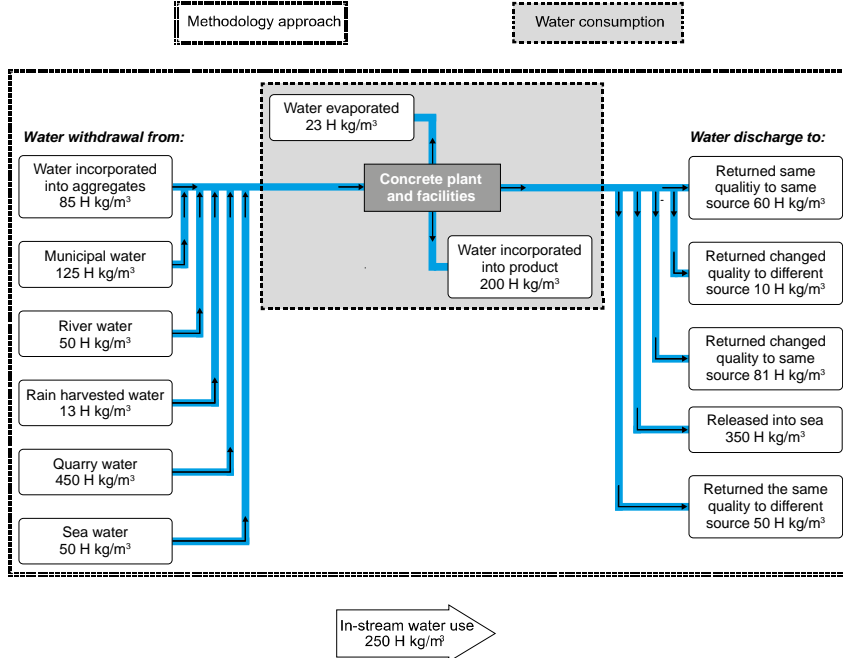 Methodology approach
Water consumption
Water withdrawal from:
Water incorporated
into aggregates
85 H kg/m³
Municipal water
125 H kg/m³
River water
50 H kg/m³
Rain harvested water
13 H kg/m³
Quarry water
450 H kg/m³
Sea water
50 H kg/m³
Water evaporated
23 H kg/m³
Concrete plant
and facilities
Water incorporated
into product
200 H kg/m³
Water discharge to:
Returned same
qualitiy to same
source 60 H kg/m³
Returned changed
quality to different
source 10 H kg/m³
Returned changed
quality to same
source 81 H kg/m³
Released into sea
350 H kg/m³
Returned the same
quality to different
source 50 H kg/m³
In-stream water use
250 H kg/m³